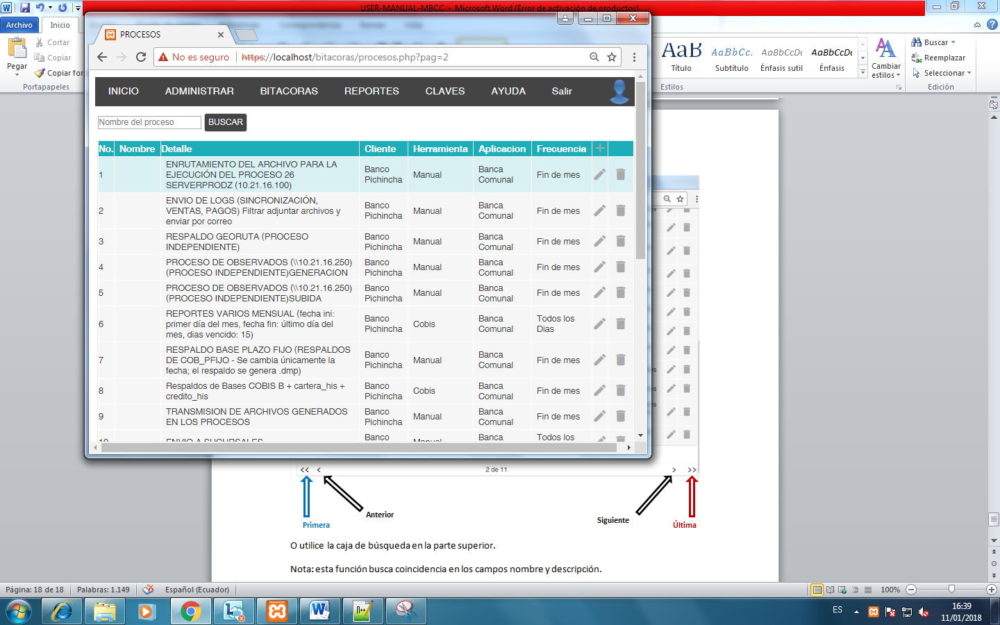 USER-MANUAL-MBCC - Microsoft Word (Error de activación de productos)
Archivo
Inicio
Cortar
Copiar
Copiar for
Pegar
Portapapeles
AaB
AaBbCc.
AaBbCcDc
AaBbCcDc
Título
Subtítulo
Énfasis sutil
Énfasis
Cambiar
estilos
Estilos
Buscar
Reemplazar
Seleccionar
Edición
PROCESOS
No es seguro
https://localhost/bitacoras/procesos.php?pag=2
INICIO ADMINISTRAR BITACORAS REPORTES CLAVES AYUDA Salir
Nombre del proceso BUSCAR
No. Nombre Detalle Cliente Herramienta Aplicacion Frecuencia
1 ENRUTAMIENTO DEL ARCHIVO PARA LA
EJECUCIÓN DEL PROCESO 26
SERVERPRODZ (10.21.16.100)
Banco
Pichincha
Manual
Banca
Comunal
Fin de mes
2 ENVIO DE LOGS (SINCRONIZACIÓN,
VENTAS, PAGOS) Filtrar adjuntar archivos y
enviar por correo
Banco
Pichincha
Manual
Banca
Comunal
Fin de mes
3 RESPALDO GEORUTA (PROCESO
INDEPENDIENTE)
Banco
Pichincha
Manual
Banca
Comunal
Fin de mes
4 PROCESO DE OBSERVADOS (\\10.21.16.250)
(PROCESO INDEPENDIENTE)GENERACION
Banco
Pichincha
Manual
Banca
Comunal
Fin de mes
5 PROCESO DE OBSERVADOS (\\10.21.16.250)
(PROCESO INDEPENDIENTE)SUBIDA
Banco
Pichincha
Manual
Banca
Comunal
Fin de mes
6 REPORTES VARIOS MENSUAL (fecha ini:
primer día del mes, fecha fin: último día del
mes, dias vencido: 15)
Banco
Pichincha
Cobis
Banca
Comunal
Todos los
Dias
7 RESPALDO BASE PLAZO FIJO (RESPALDOS
DE COB_PFIJO - Se cambia únicamente la
fecha; el respaldo se genera .dmp)
Banco
Pichincha
Manual
Banca
Comunal
Fin de mes
8 Respaldos de Bases COBIS B + cartera_his +
credito_his
Banco
Pichincha
Cobis
Banca
Comunal
Fin de mes
9 TRANSMISION DE ARCHIVOS GENERADOS
EN LOS PROCESOS
Banco
Pichincha
Manual
Banca
Comunal
Fin de mes
10 ENVIO A SUCURSALES
Banco
Manual
Banca
Todos los
<< < 2 de 11 > >>
Primera
Anterior
Siguiente
Última
O utilice la caja de búsqueda en la parte superior.
Nota: esta función busca coincidencia en los campos nombre y descripción.
Página: 18 de 18 Palabras: 1.149 Español (Ecuador) 100%
ES
16:39
11/01/2018